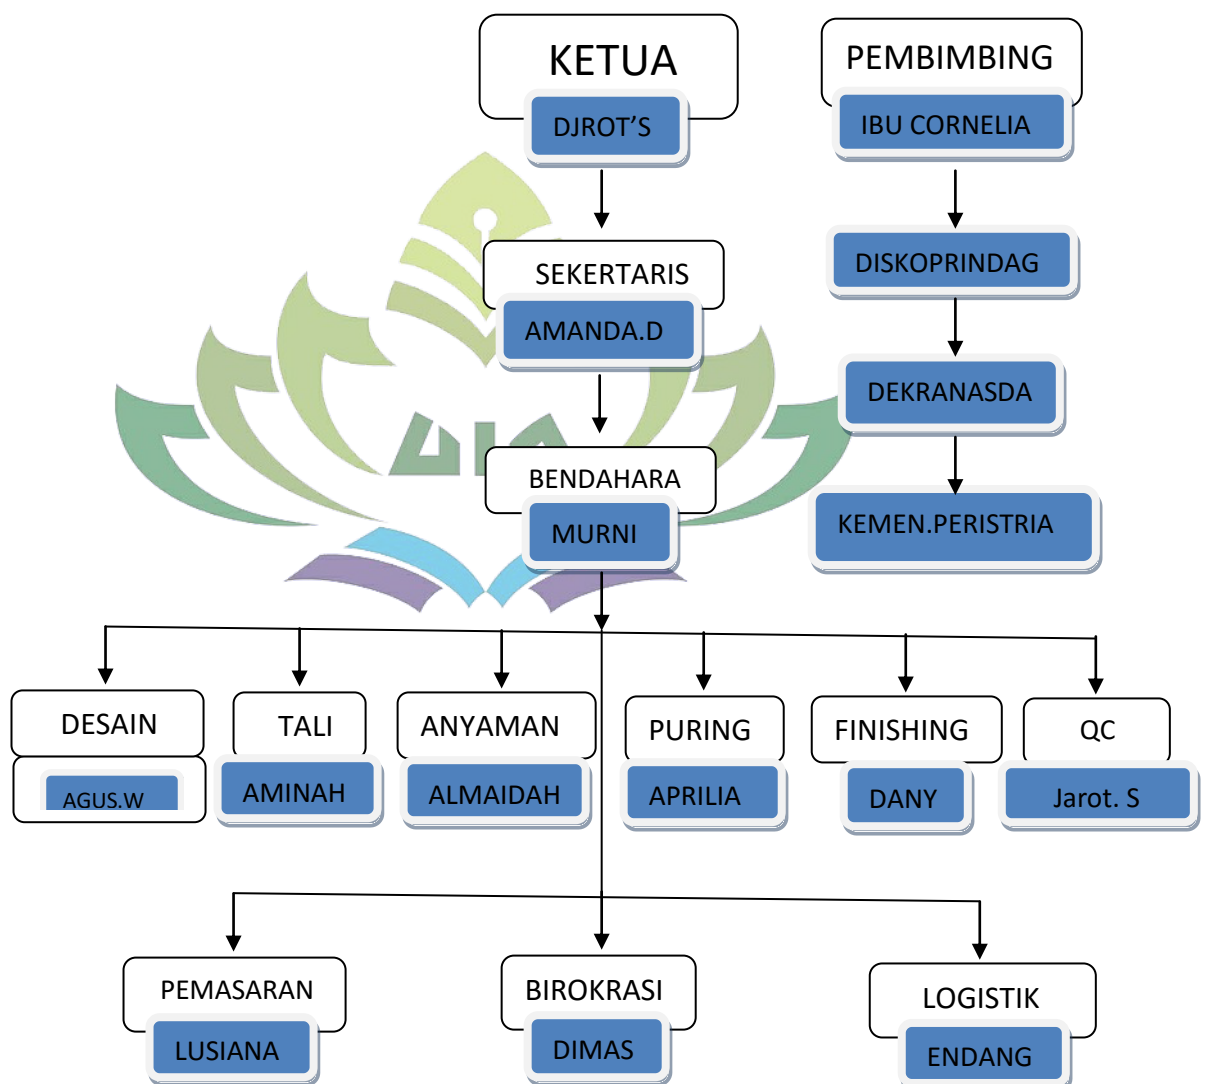 KETUA
DJROT'S
PEMBIMBING
IBU CORNELIA
SEKERTARIS
AMANDA.D
DISKOPRINDAG
DEKRANASDA
BENDAHARA
MURNI
KEMEN.PERISTRIA
DESAIN
AGUS.W
TALI
AMINAH
ANYAMAN
ALMAIDAH
PURING
APRILIA
FINISHING
DANY
QC
Jarot. S
PEMASARAN
LUSIANA
BIROKRASI
DIMAS
LOGISTIK
ENDANG